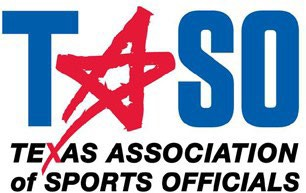 TASO
TEXAS ASSOCIATION
of SPORTS OFFICIALS